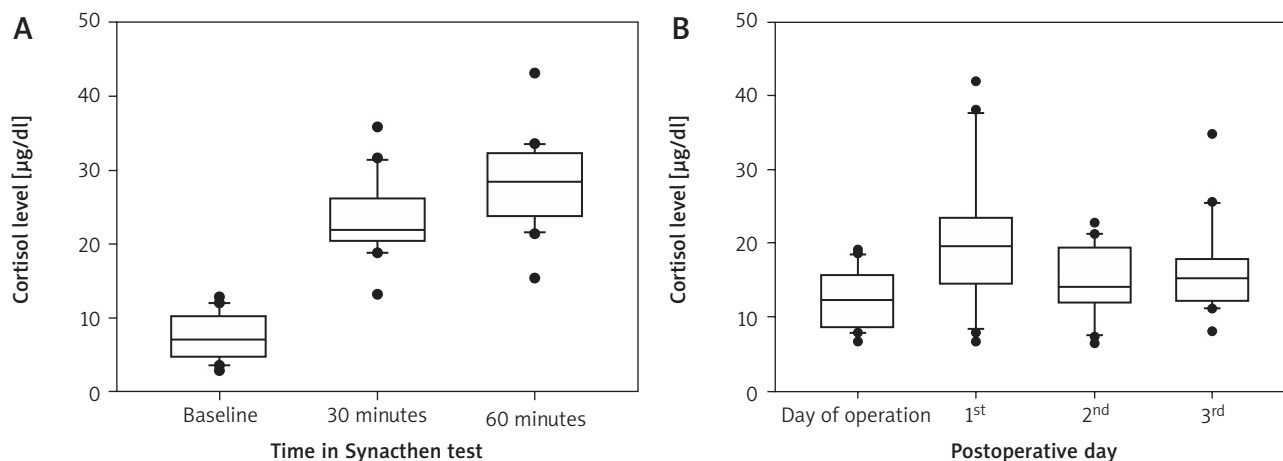 A
Cortisol level [µg/dl]
50
40
30
20
10
0
Baseline 30 minutes 60 minutes
Time in Synacthen test
B
Cortisol level [µg/dl]
50
40
30
20
10
0
Day of operation 1st 2nd 3rd
Postoperative day